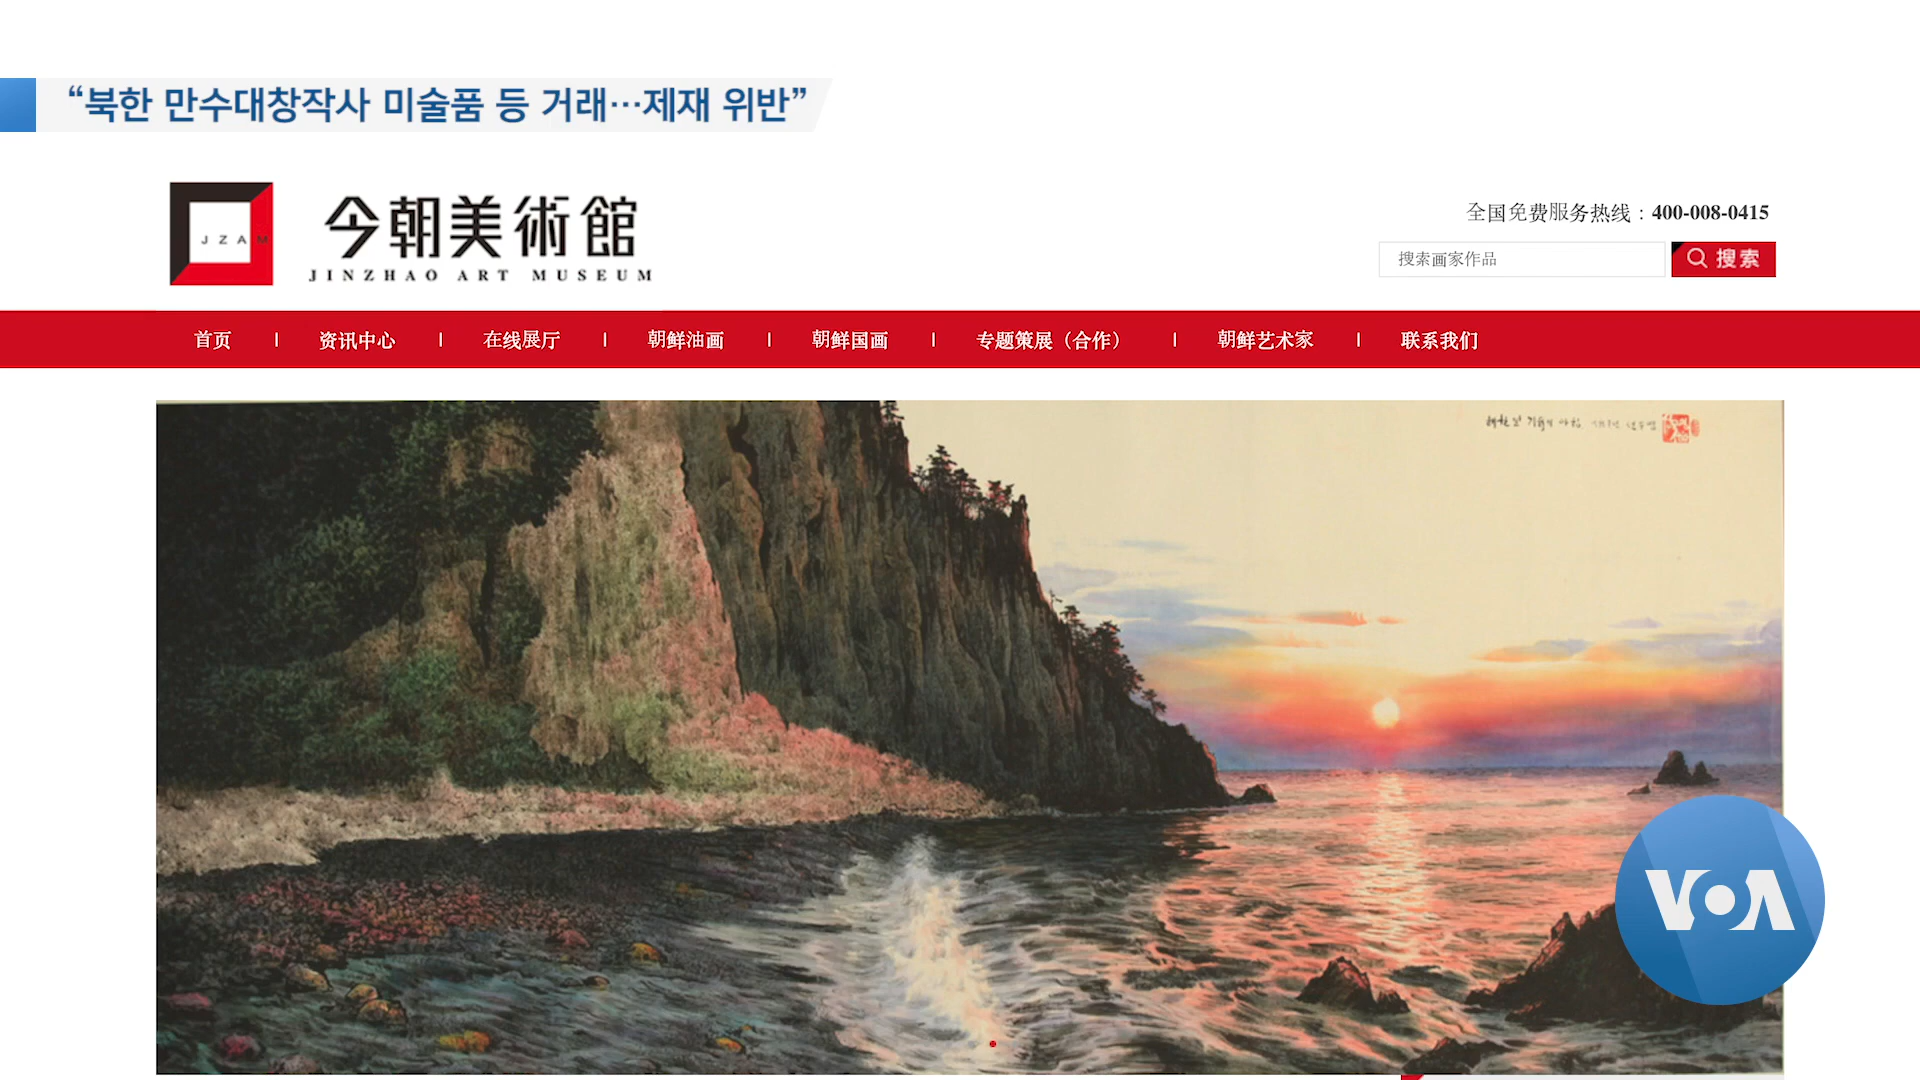 “북한 만수대창작사 미술품 등 거래…제재 위반”
JZAM
今朝美術館
JINZHAO ART MUSEUM
全国免费服务热线：400-008-0415
搜索画家作品
搜索
首页 | 资讯中心 | 在线展厅 | 朝鲜油画 | 朝鲜国画 | 专题策展（合作） | 朝鲜艺术家 | 联系我们
VOA